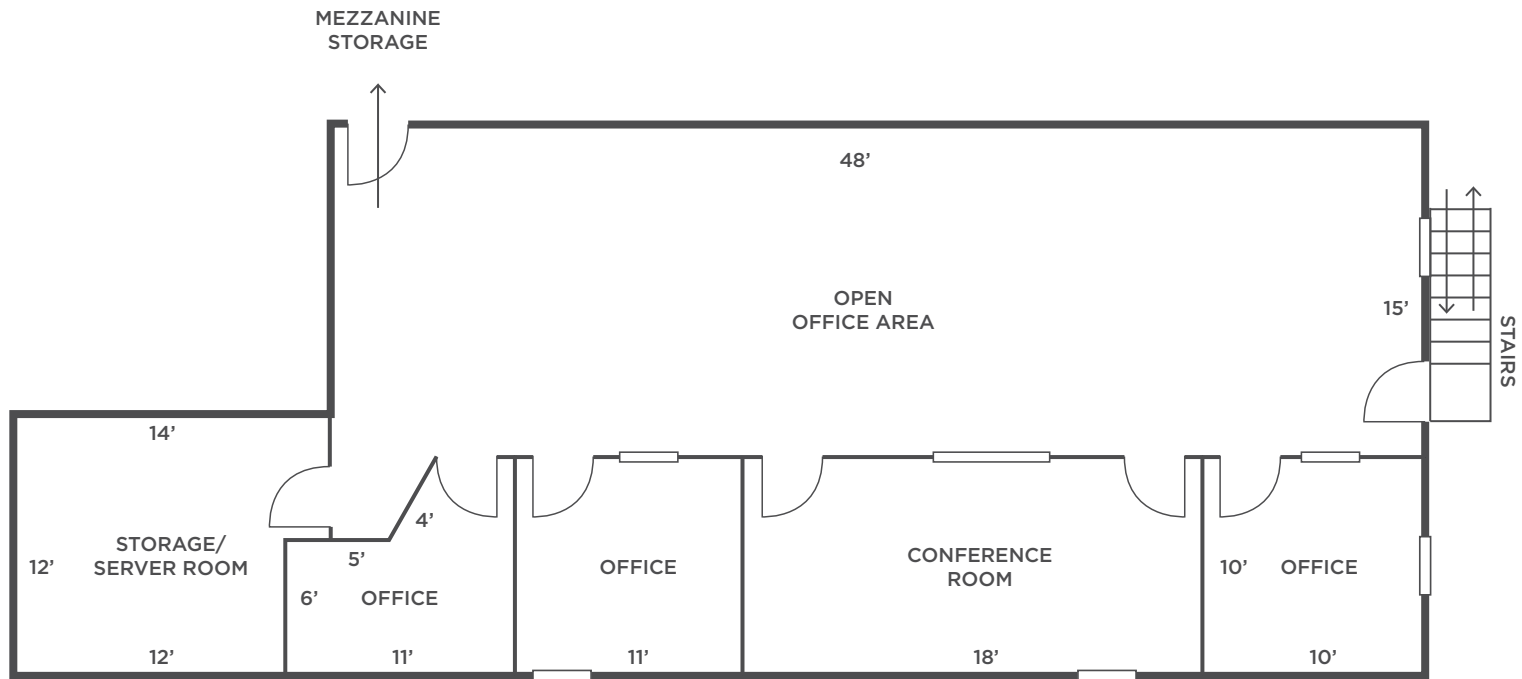 MEZZANINE
STORAGE
48’
OPEN
OFFICE AREA
15’
STAIRS
14’
4’
STORAGE/
SERVER ROOM
12’
5’
6’
OFFICE
OFFICE
CONFERENCE
ROOM
10’
OFFICE
12’
11’
11’
18’
10’